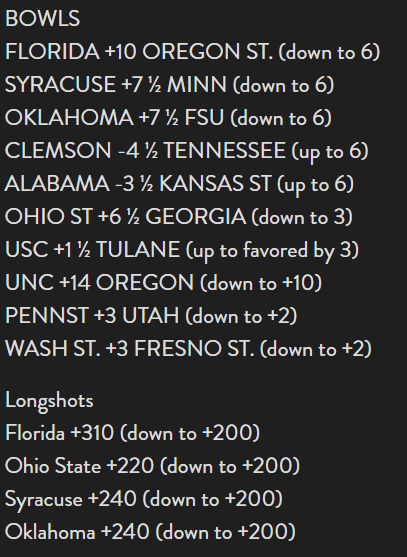 BOWLS
FLORIDA +10 OREGON ST. (down to 6)
SYRACUSE +7 ½ MINN (down to 6)
OKLAHOMA +7 ½ FSU (down to 6)
CLEMSON -4 ½ TENNESSEE (up to 6)
ALABAMA -3 ½ KANSAS ST (up to 6)
OHIO ST +6 ½ GEORGIA (down to 3)
USC +1 ½ TULANE (up to favored by 3)
UNC +14 OREGON (down to +10)
PENNST +3 UTAH (down to +2)
WASH ST. +3 FRESNO ST. (down to +2)
Longshots
Florida +310 (down to +200)
Ohio State +220 (down to +200)
Syracuse +240 (down to +200)
Oklahoma +240 (down to +200)